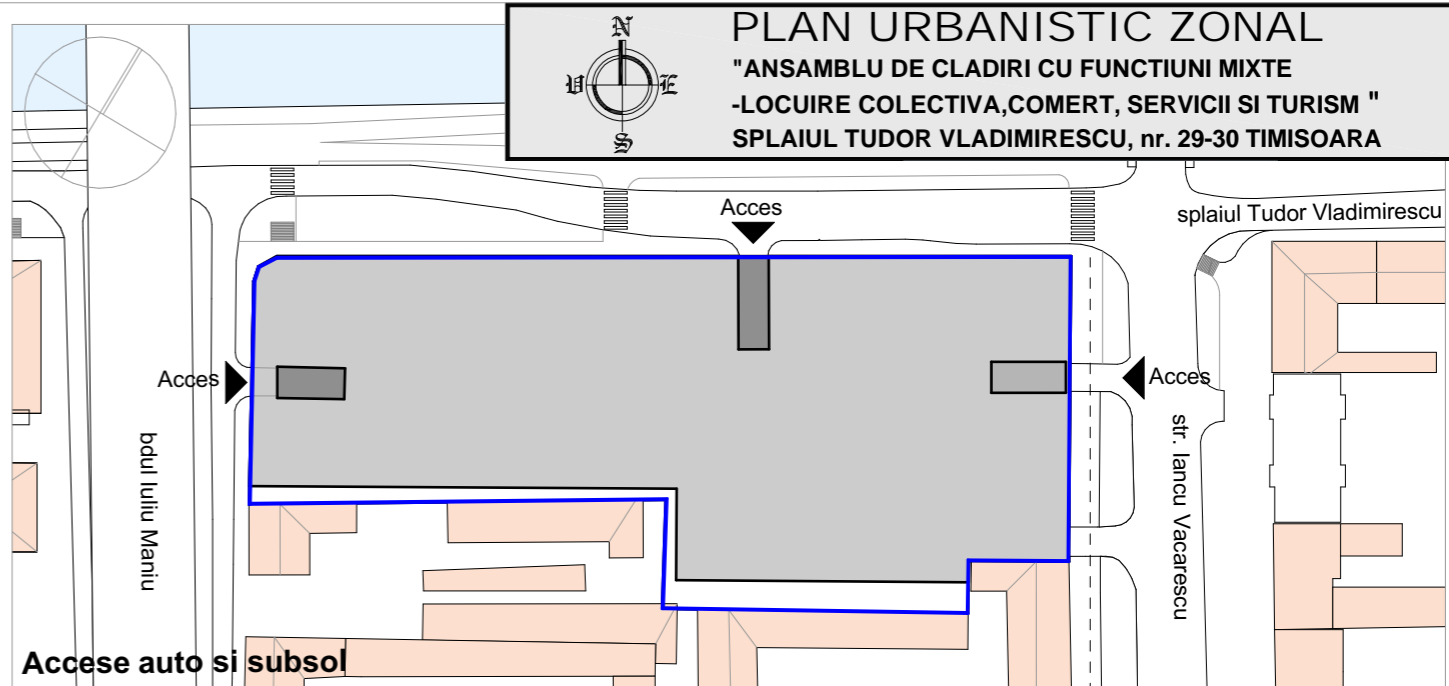 PLAN URBANISTIC ZONAL
"ANSAMBLU DE CLADIRI CU FUNCTIUNI MIXTE
-LOCUIRE COLECTIVA,COMERT, SERVICII SI TURISM "
SPLAIUL TUDOR VLADIMIRESCU, nr. 29-30 TIMISOARA
N
V E
S
splaiul Tudor Vladimirescu
Acces
Acces
Acces
bdul Iuliu Maniu
str. Iancu Vacarescu
Accese auto si subsol